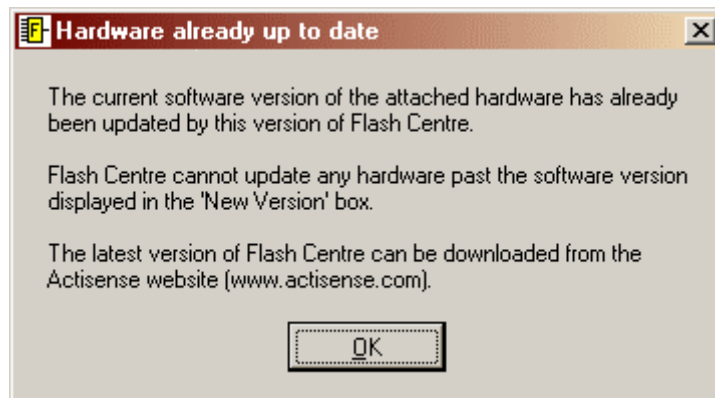 F
Hardware already up to date
The current software version of the attached hardware has already
been updated by this version of Flash Centre.
Flash Centre cannot update any hardware past the software version
displayed in the 'New Version' box.
The latest version of Flash Centre can be downloaded from the
Actisense website (www.actisense.com).
OK